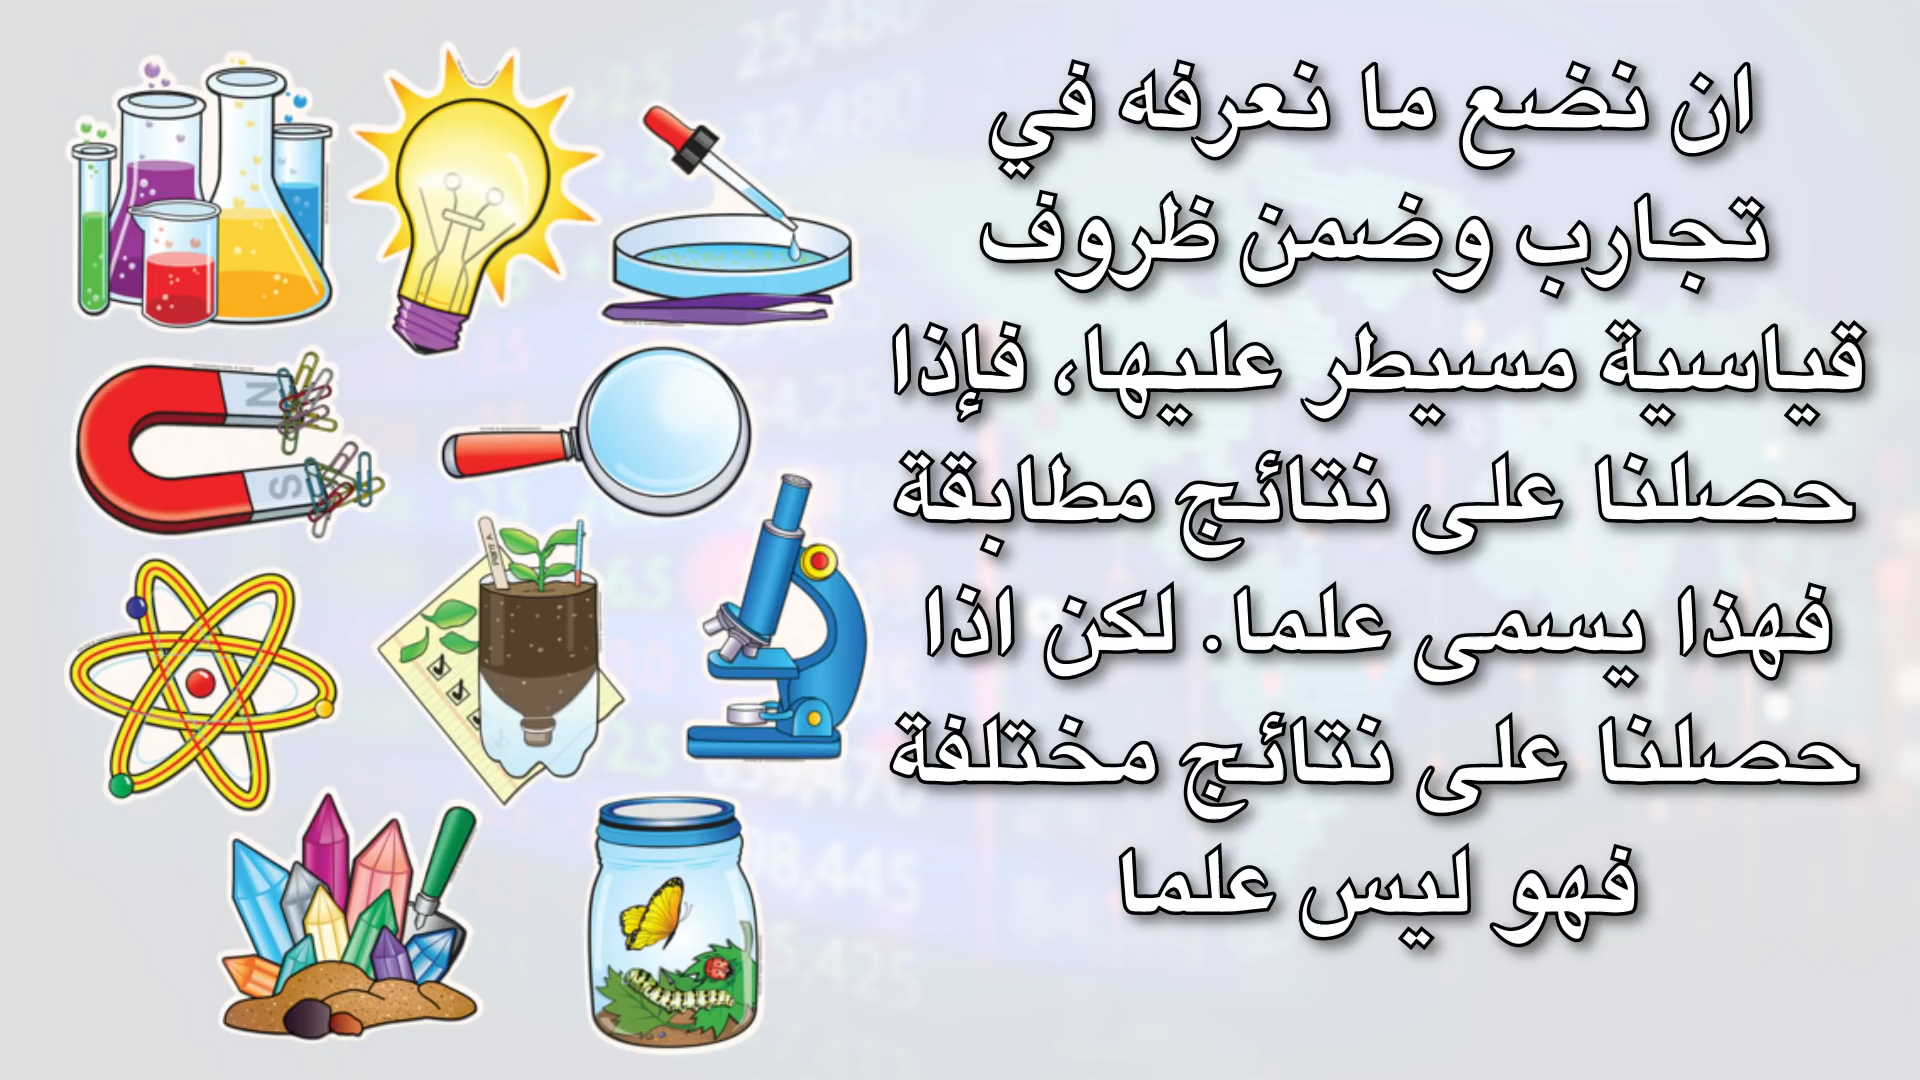 ان نضع ما نعرفه في
تجارب وضمن ظروف
قياسية مسيطر عليها، فإذا
حصلنا على نتائج مطابقة
فهذا يسمى علما. لكن اذا
حصلنا على نتائج مختلفة
فهو ليس علما
N
S